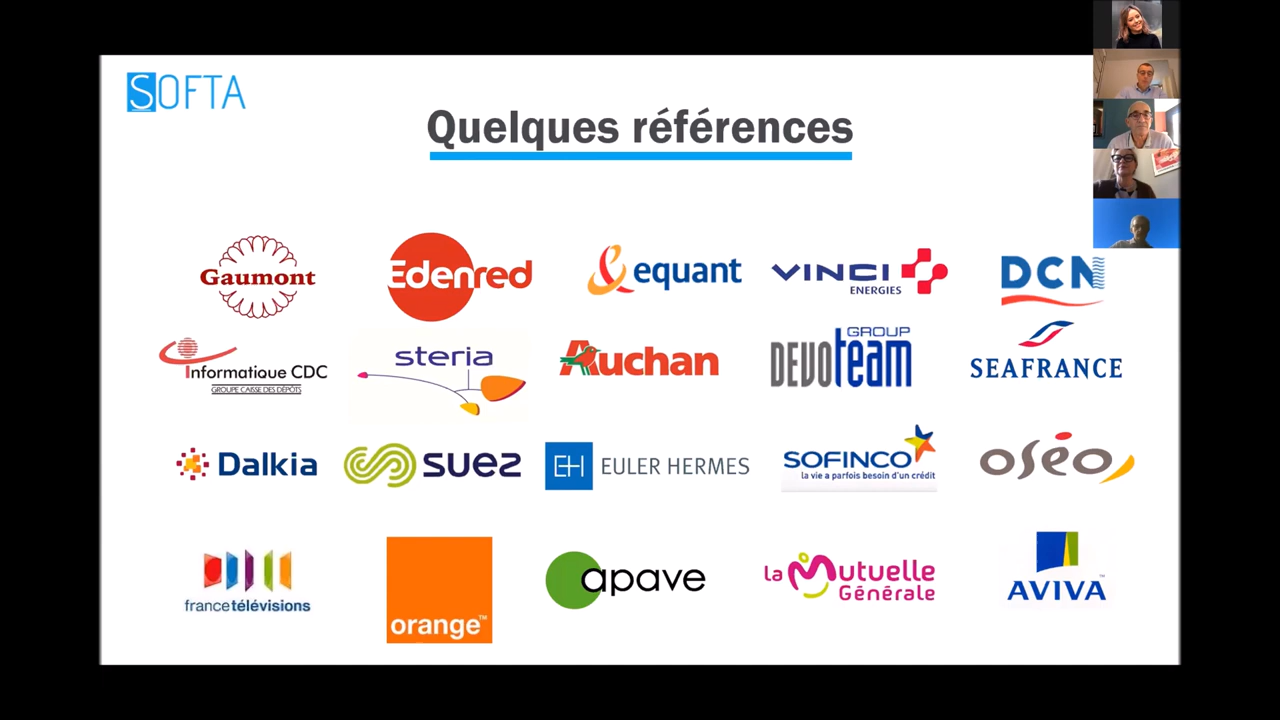 SOFTA
Quelques références
Gaumont
Edenred
equant
VINCI
ENERGIES
DCN
Informatique CDC
GROUPE CAISSE DES DÉPÔTS
steria
Auchan
GROUP
DEVOteam
SEAFRANCE
Dalkia
suez
EH
EULER HERMES
SOFINCO
la vie a parfois besoin d'un crédit
oséo
francetélévisions
orange™
apave
La Mutuelle
Générale
AVIVA™